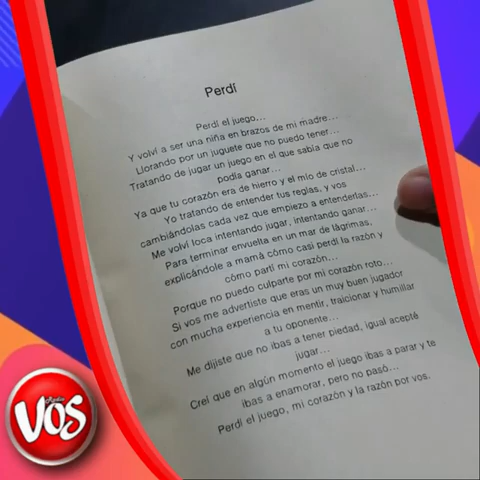 Perdí
Perdí el juego...
Y volví a ser una niña en brazos de mi madre...
Llorando por un juguete que no puedo tener...
Tratando de jugar un juego en el que sabía que no
podía ganar...
Ya que tu corazón era de hierro y el mío de cristal...
Yo tratando de entender tus reglas, y vos
cambiándolas cada vez que empiezo a entenderlas...
Me volví loca intentando jugar, intentando ganar...
Para terminar envuelta en un mar de lágrimas,
explicándole a mamá cómo casi perdí la razón y
cómo partí mi corazón...
Porque no puedo culparte por mi corazón roto...
Si vos me advertiste que eras un muy buen jugador
con mucha experiencia en mentir, traicionar y humillar
a tu oponente...
Me dijiste que no ibas a tener piedad, igual acepté
jugar...
Creí que en algún momento el juego ibas a parar y te
ibas a enamorar, pero no pasó...
Perdí el juego, mi corazón y la razón por vos.
Radio
VOS